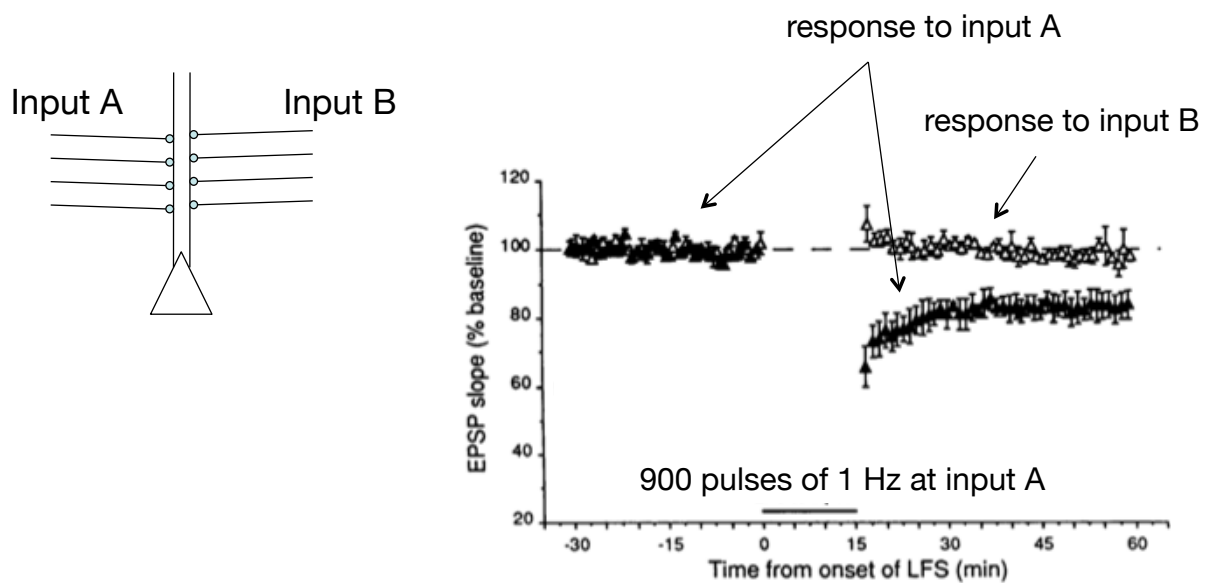 response to input A
Input A
Input B
response to input B
120
100
80
60
40
20
EPSP slope (% baseline)
900 pulses of 1 Hz at input A
-30
-15
0
15
30
45
60
Time from onset of LFS (min)